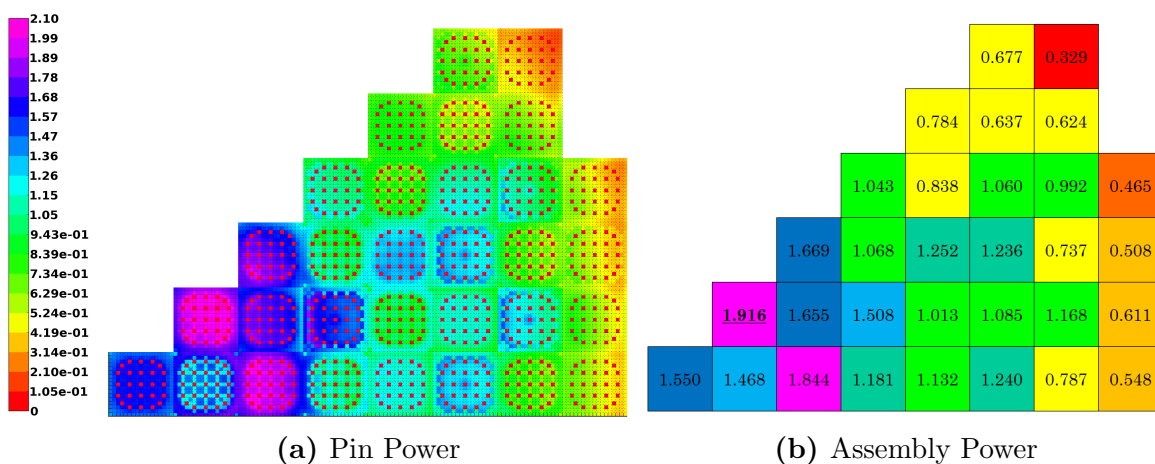 2.10
1.99
1.89
1.78
1.68
1.57
1.47
1.36
1.26
1.15
1.05
9.43e-01
8.39e-01
7.34e-01
6.29e-01
5.24e-01
4.19e-01
3.14e-01
2.10e-01
1.05e-01
0
(a) Pin Power
0.677 0.329
0.784 0.637 0.624
1.043 0.838 1.060 0.992 0.465
1.669 1.068 1.252 1.236 0.737 0.508
1.916 1.655 1.508 1.013 1.085 1.168 0.611
1.550 1.468 1.844 1.181 1.132 1.240 0.787 0.548
(b) Assembly Power